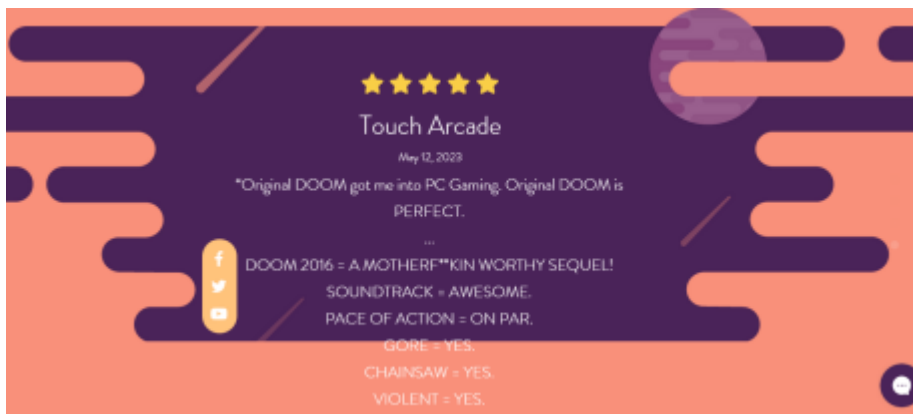 Touch Arcade
May 12, 2023
"Original DOOM got me into PC Gaming. Original DOOM is
PERFECT.
...
DOOM 2016 = A MOTHERF**KIN WORTHY SEQUEL!
SOUNDTRACK = AWESOME.
PACE OF ACTION = ON PAR.
GORE = YES.
CHAINSAW = YES.
VIOLENT = YES.